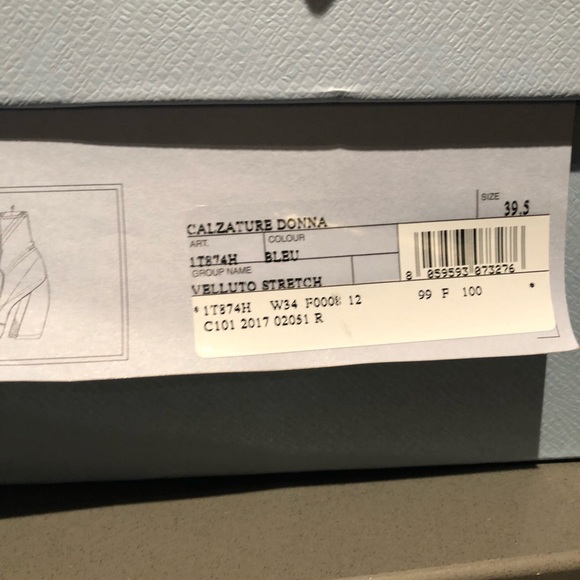 SIZE
39.5
CALZATURE DONNA
ART. COLOUR
1T874H BLEU
GROUP NAME
VELLUTO STRETCH
8 059593 073276
* 1T874H W34 F0008 12 99 F 100 *
C101 2017 02051 R